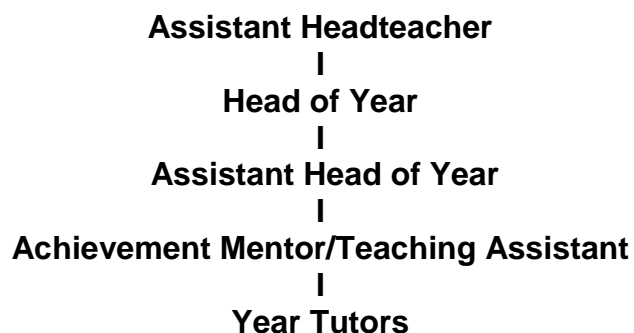 Assistant Headteacher
I
Head of Year
I
Assistant Head of Year
I
Achievement Mentor/Teaching Assistant
I
Year Tutors